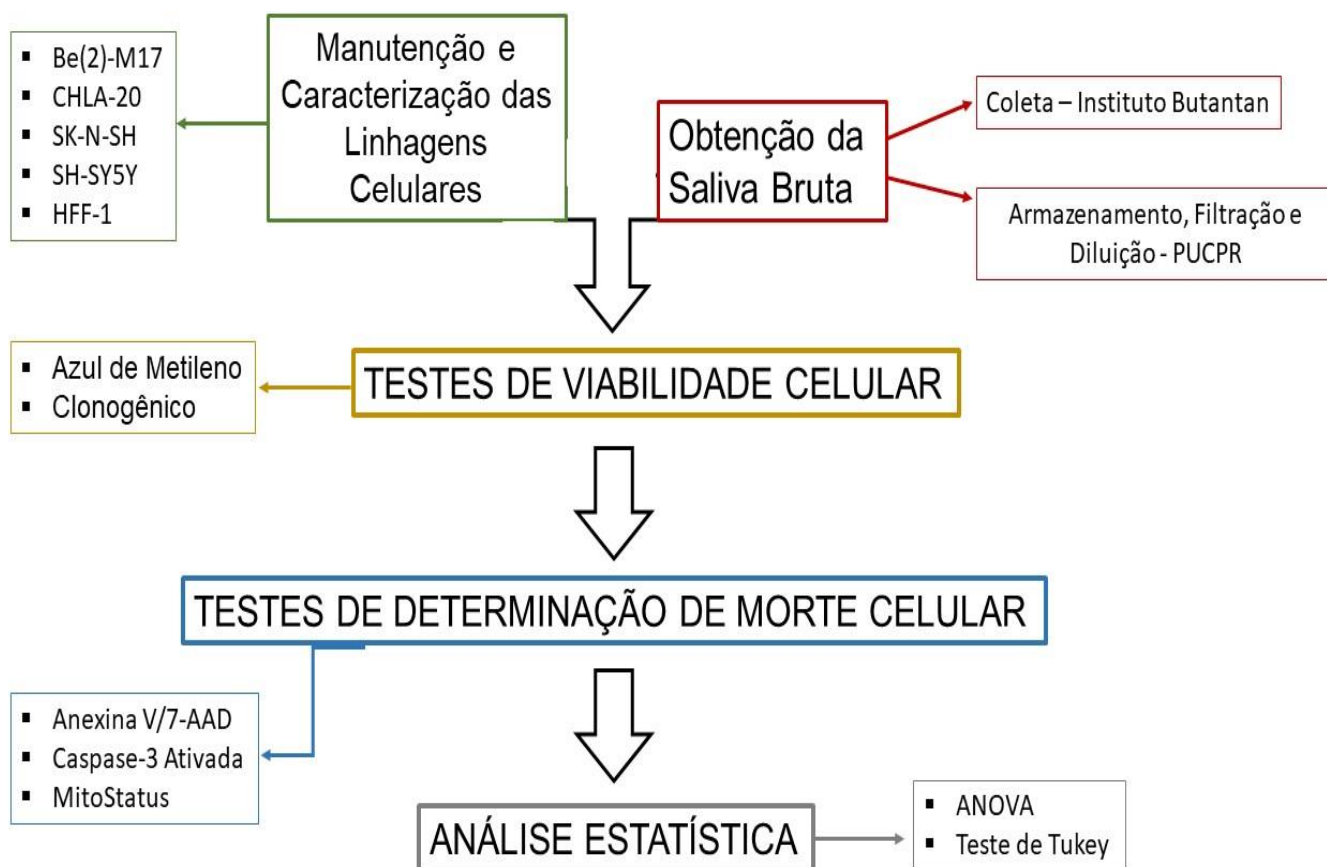 ▪ Be(2)-M17
▪ CHLA-20
▪ SK-N-SH
▪ SH-SY5Y
▪ HFF-1
Manutenção e
Caracterização das
Linhagens
Celulares
Obtenção da
Saliva Bruta
Coleta – Instituto Butantan
Armazenamento, Filtração e
Diluição - PUCPR
▪ Azul de Metileno
▪ Clonogênico
TESTES DE VIABILIDADE CELULAR
TESTES DE DETERMINAÇÃO DE MORTE CELULAR
▪ Anexina V/7-AAD
▪ Caspase-3 Ativada
▪ MitoStatus
ANÁLISE ESTATÍSTICA
▪ ANOVA
▪ Teste de Tukey